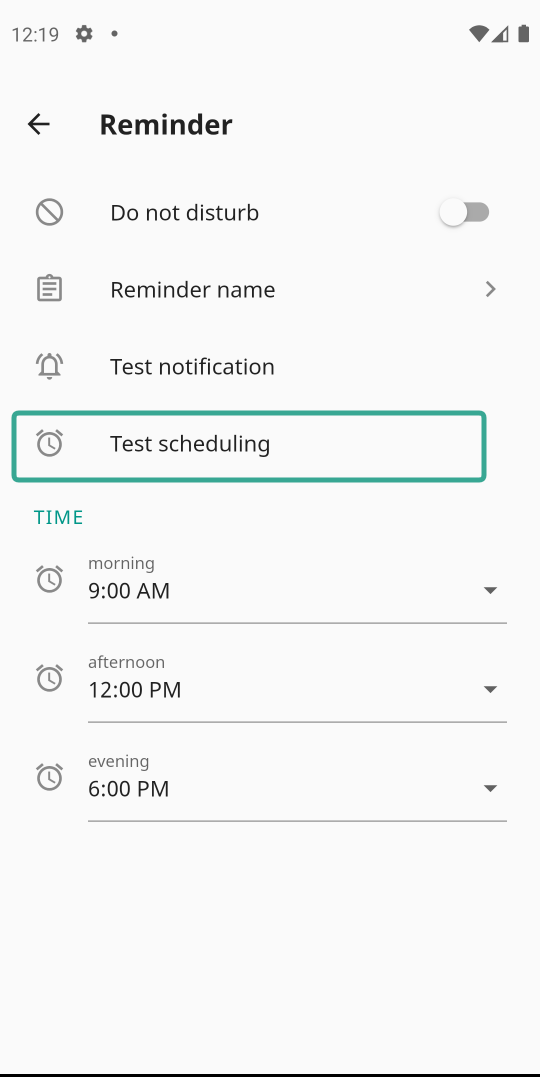 12:19
Reminder
Do not disturb
Reminder name
Test notification
Test scheduling
TIME
morning
9:00 AM
afternoon
12:00 PM
evening
6:00 PM